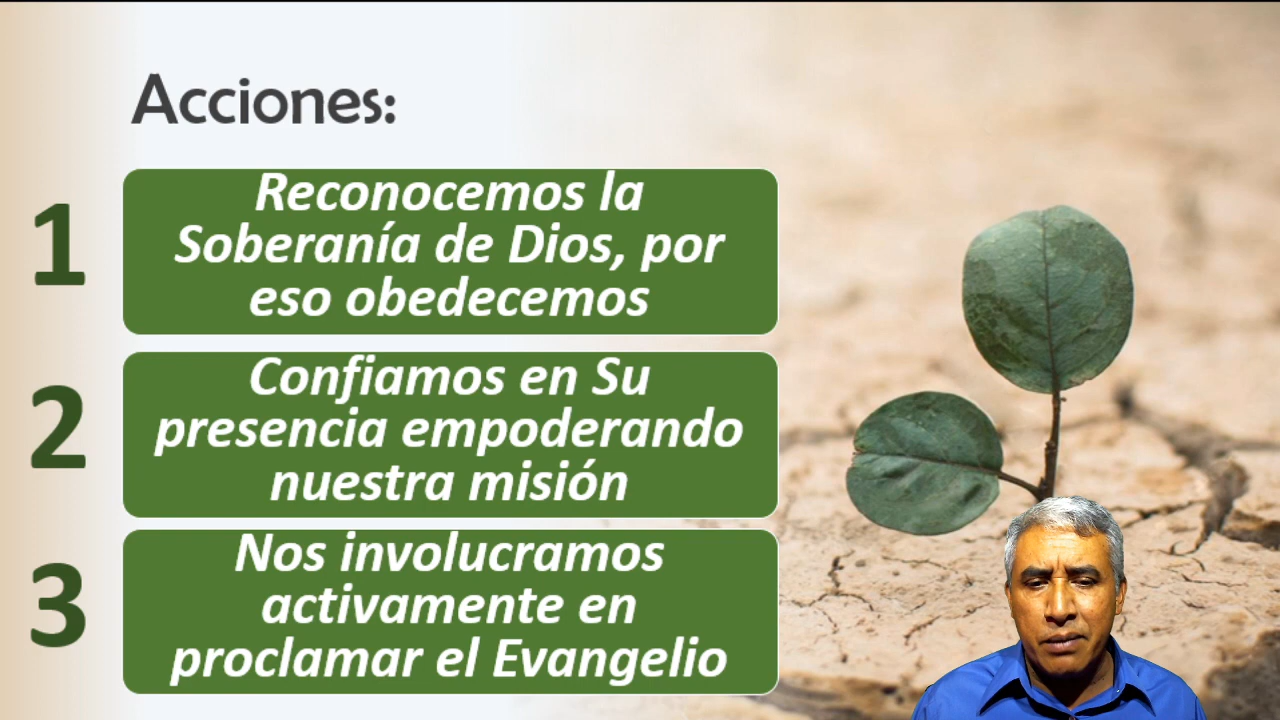 Acciones:
1
Reconocemos la
Soberanía de Dios, por
eso obedecemos
2
Confiamos en Su
presencia empoderando
nuestra misión
3
Nos involucramos
activamente en
proclamar el Evangelio